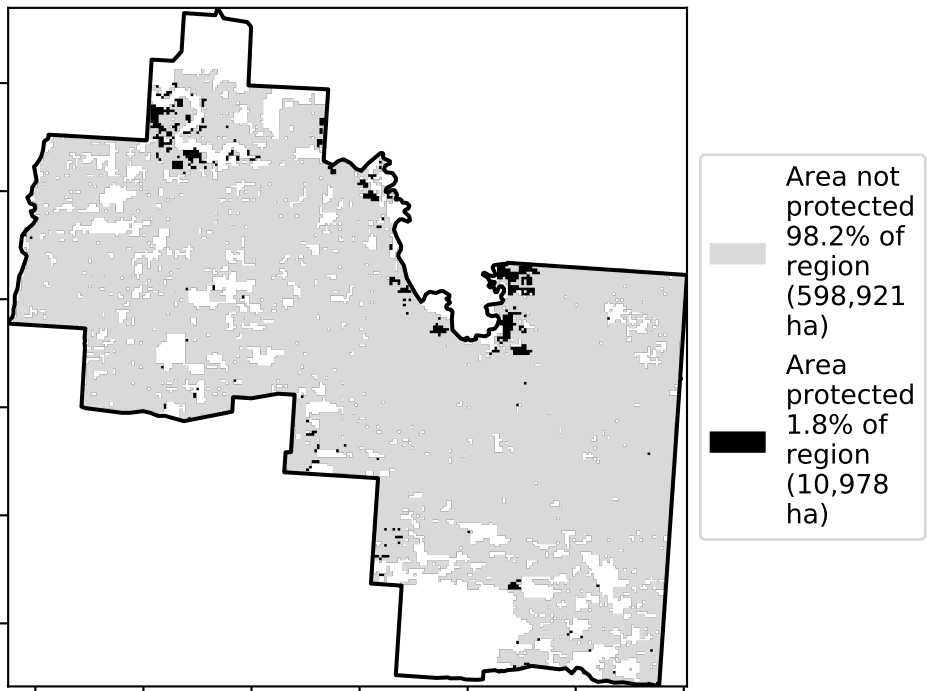 Area not
protected
98.2% of
region
(598,921
ha)
Area
protected
1.8% of
region
(10,978
ha)